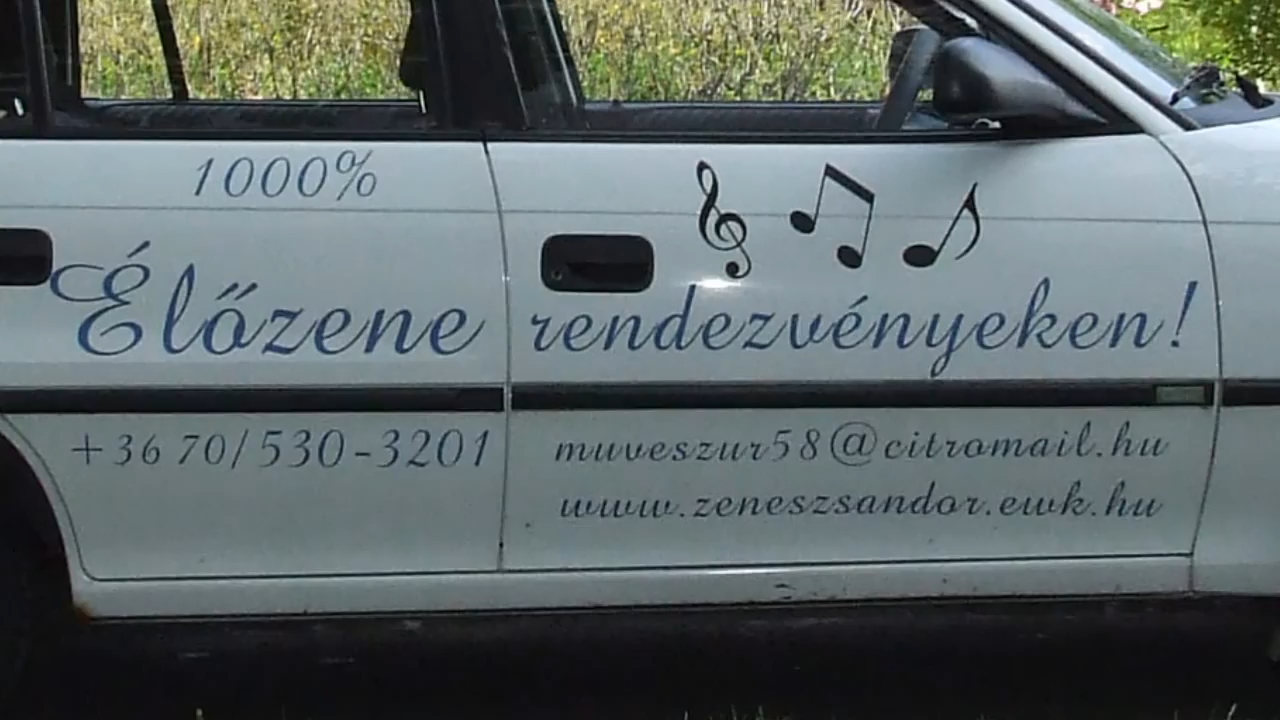 1000%
Élőzene rendezvényeken!
+36 70/530-3201
muveszur58@citromail.hu
www.zeneszsandor.ewk.hu